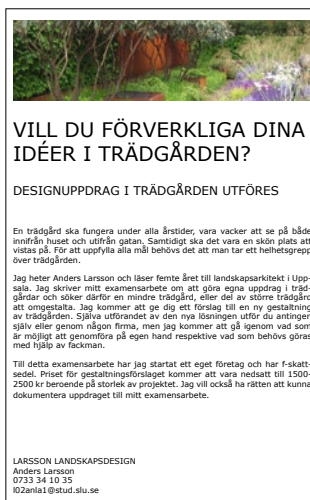 VILL DU FÖRVERKLIGA DINA
IDÉER I TRÄDGÅRDEN?
DESIGNUPPDRAG I TRÄDGÅRDEN UTFÖRES
En trädgård ska fungera under alla årstider, vara vacker att se på både
innifrån huset och utifrån gatan. Samtidigt ska det vara en skön plats att
vistas på. För att uppfylla alla mål behövs det att man tar ett helhetsgrepp
över trädgården.
Jag heter Anders Larsson och läser femte året till landskapsarkitekt i Upp-
sala. Jag skriver mitt examensarbete om att göra egna uppdrag i träd-
gårdar och söker därför en mindre trädgård, eller del av större trädgård
att omgestalta. Jag kommer att ge dig ett förslag till en ny gestaltning
av trädgården. Själva utförandet av den nya lösningen utför du antingen
själv eller genom någon firma, men jag kommer att gå igenom vad som
är möjligt att genomföra på egen hand respektive vad som behövs göras
med hjälp av fackman.
Till detta examensarbete har jag startat ett eget företag och har f-skatt-
sedel. Priset för gestaltningsförslaget kommer att vara nedsatt till 1500-
2500 kr beroende på storlek av projektet. Jag vill också ha rätten att kunna
dokumentera uppdraget till mitt examensarbete.
LARSSON LANDSKAPSDESIGN
Anders Larsson
0733 34 10 35
l02anla1@stud.slu.se